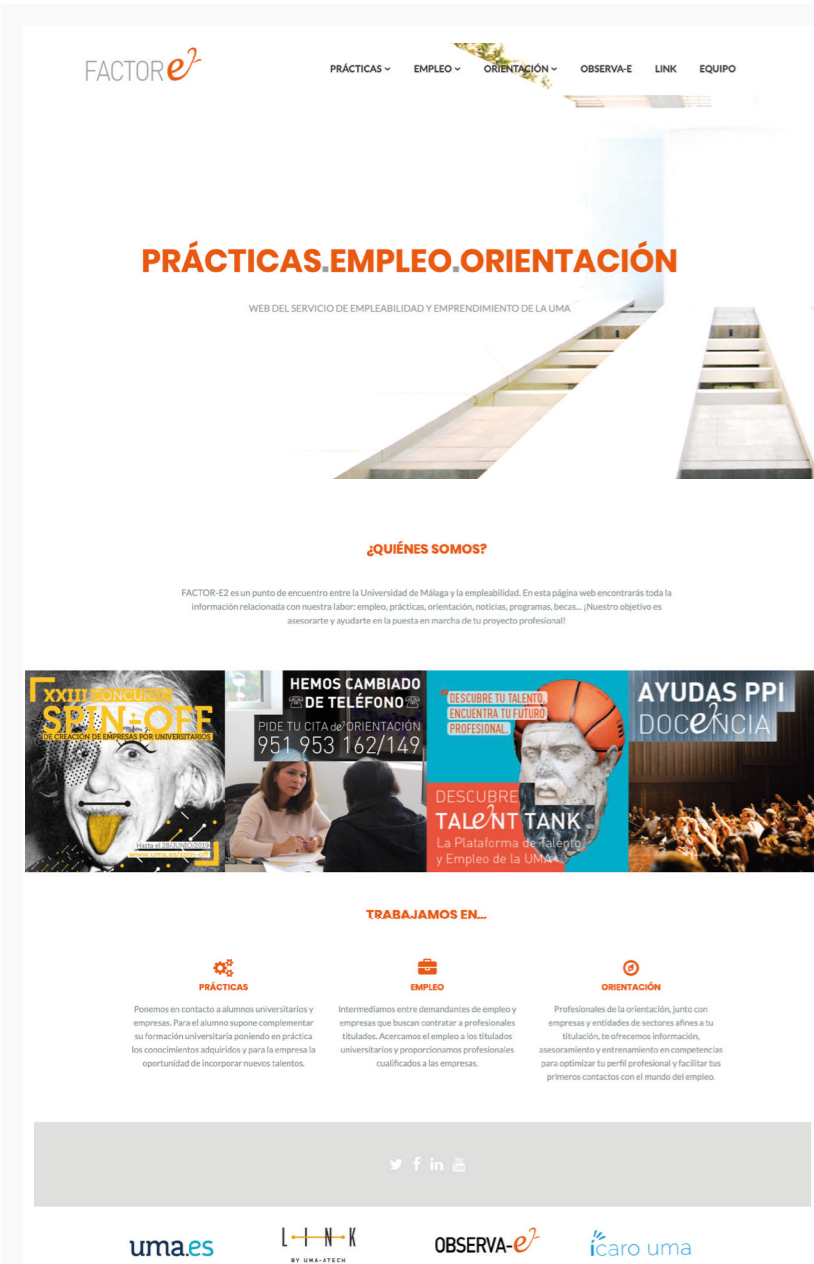 FACTOR e2
PRÁCTICAS EMPLEO ORIENTACIÓN OBSERVA-E LINK EQUIPO
PRÁCTICAS.EMPLEO.ORIENTACIÓN
WEB DEL SERVICIO DE EMPLEABILIDAD Y EMPRENDIMIENTO DE LA UMA
¿QUIÉNES SOMOS?
FACTOR-E2 es un punto de encuentro entre la Universidad de Málaga y la empleabilidad. En esta página web encontrarás toda la
información relacionada con nuestra labor: empleo, prácticas, orientación, noticias, programas, becas... ¡Nuestro objetivo es
asesorarte y ayudarte en la puesta en marcha de tu proyecto profesional!
XXIII CONCURSO
SPIN-OFF
DE CREACIÓN DE EMPRESAS POR UNIVERSITARIOS
Hasta el 28/JUNIO/2019
www.uma.es/spin-off
HEMOS CAMBIADO
DE TELÉFONO
PIDE TU CITA de ORIENTACIÓN
951 953 162/149
DESCUBRE TU TALENTO,
ENCUENTRA TU FUTURO
PROFESIONAL.
DESCUBRE
TALENT TANK
La Plataforma de Talento
y Empleo de la UMA
AYUDAS PPI
DOCENCIA
TRABAJAMOS EN...
PRÁCTICAS
Ponemos en contacto a alumnos universitarios y
empresas. Para el alumno supone complementar
su formación universitaria poniendo en práctica
los conocimientos adquiridos y para la empresa la
oportunidad de incorporar nuevos talentos.
EMPLEO
Intermediamos entre demandantes de empleo y
empresas que buscan contratar a profesionales
titulados. Acercamos el empleo a los titulados
universitarios y proporcionamos profesionales
cualificados a las empresas.
ORIENTACIÓN
Profesionales de la orientación, junto con
empresas y entidades de sectores afines a tu
titulación, te ofrecemos información,
asesoramiento y entrenamiento en competencias
para optimizar tu perfil profesional y facilitar tus
primeros contactos con el mundo del empleo.
uma.es
LINK
BY UMA-ATECH
OBSERVA-e2
ícaro uma